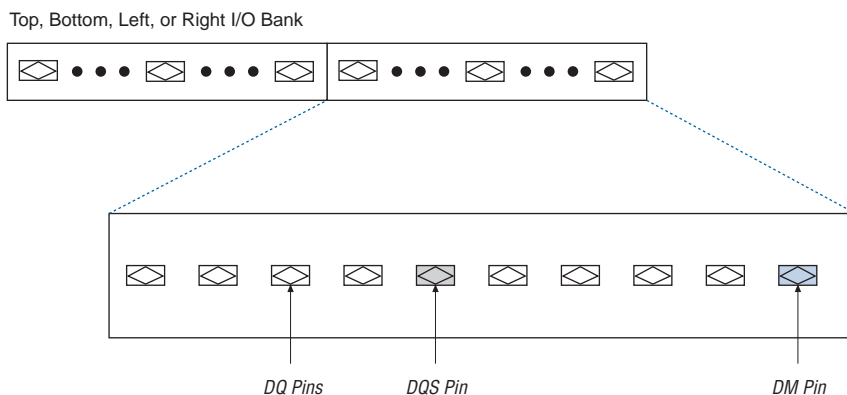 Top, Bottom, Left, or Right I/O Bank
DQ Pins
DQS Pin
DM Pin